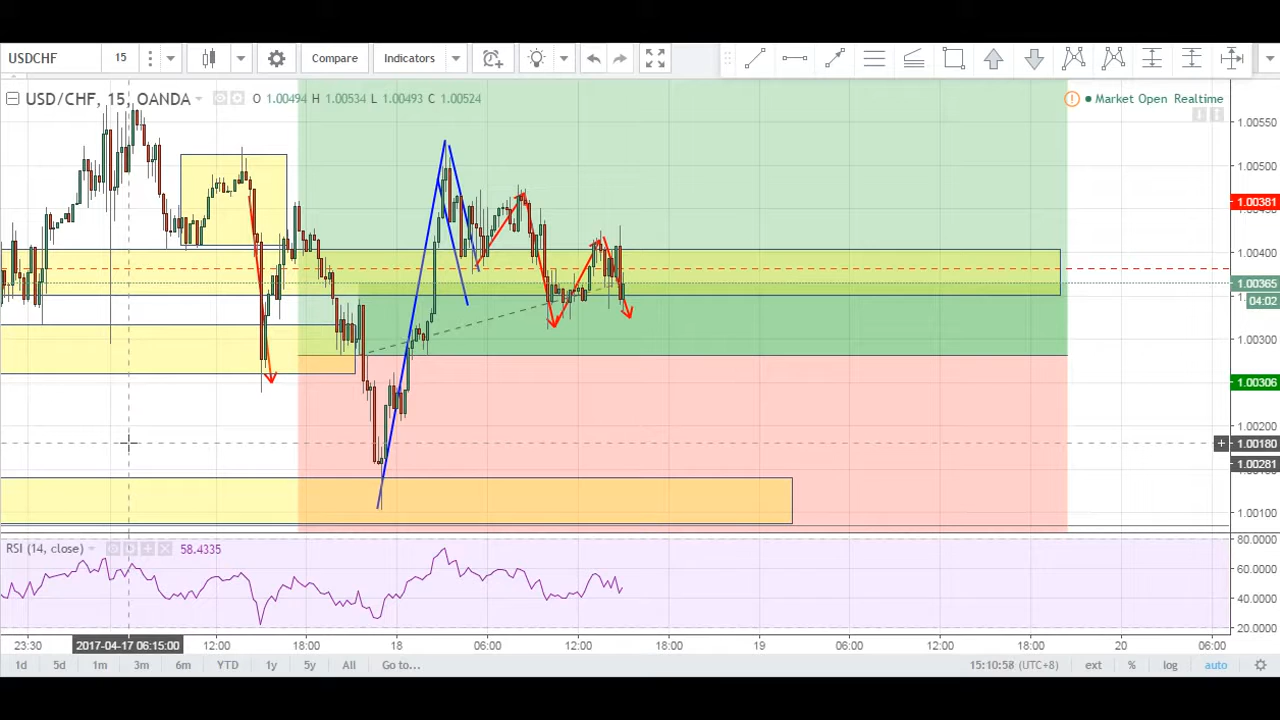 USDCHF 15 Compare Indicators
USD/CHF, 15, OANDA O 1.00494 H 1.00534 L 1.00493 C 1.00524
Market Open Realtime
1.00550
1.00500
1.00381
1.00400
1.00365
04:02
1.00300
1.00306
1.00200
1.00180
1.00281
1.00100
RSI (14, close) 58.4335
80.0000
60.0000
40.0000
20.0000
23:30 2017-04-17 06:15:00 12:00 18:00 18 06:00 12:00 18:00 19 06:00 12:00 18:00 20 06:00
1d 5d 1m 3m 6m YTD 1y 5y All Go to... 15:10:58 (UTC+8) ext % log auto